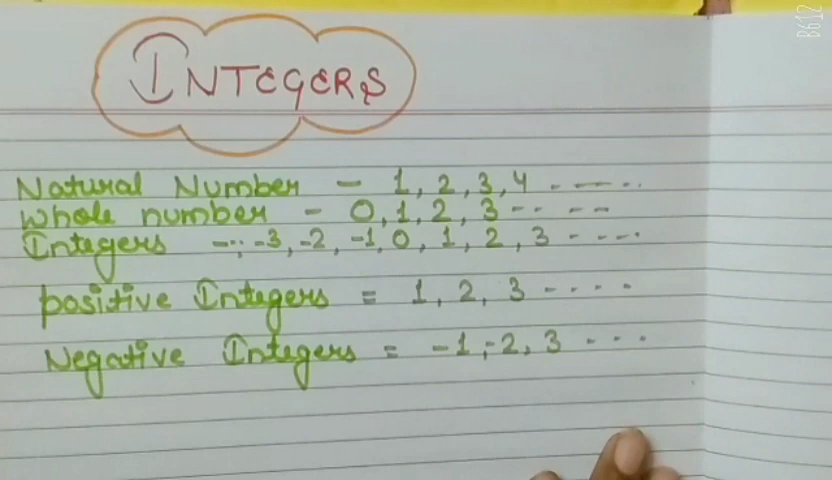 INTEGERS
Natural Number - 1, 2, 3, 4 - - - - -
Whole number - 0, 1, 2, 3 - - - - -
Integers - - -, -3, -2, -1, 0, 1, 2, 3 - - - -
positive Integers = 1, 2, 3 - - - -
Negative Integers = -1, -2, 3 - - -
B612